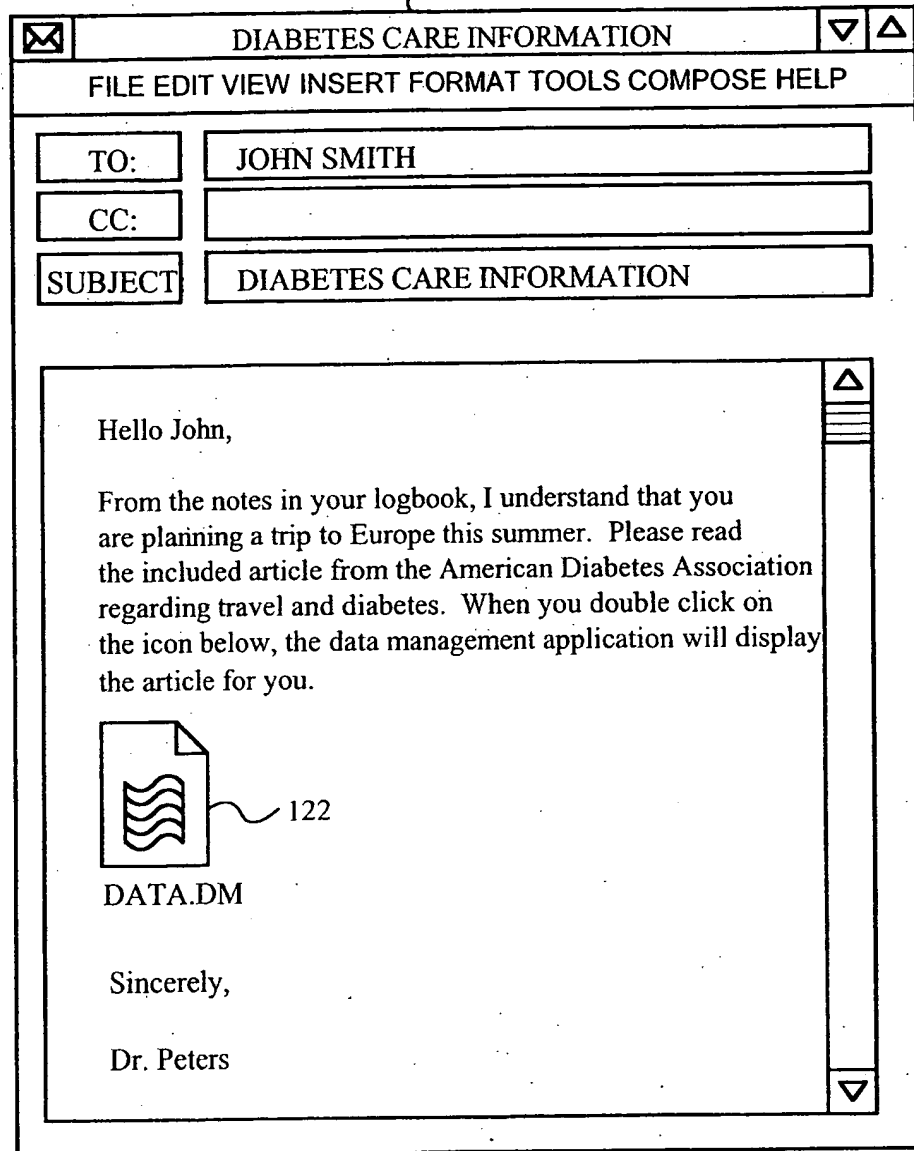 DIABETES CARE INFORMATION
FILE EDIT VIEW INSERT FORMAT TOOLS COMPOSE HELP
TO: JOHN SMITH
CC:
SUBJECT DIABETES CARE INFORMATION
Hello John,
From the notes in your logbook, I understand that you
are planning a trip to Europe this summer. Please read
the included article from the American Diabetes Association
regarding travel and diabetes. When you double click on
the icon below, the data management application will display
the article for you.
122
DATA.DM
Sincerely,
Dr. Peters